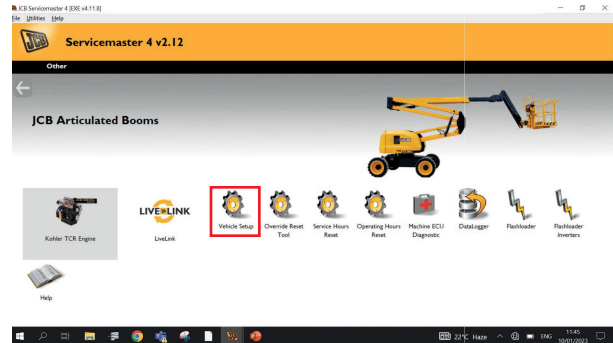 JCB Servicemaster 4 [EXE v4.11.8]
File Utilities Help
JCB
Servicemaster 4 v2.12
Other
JCB Articulated Booms
Kohler TCR Engine
LIVELINK
LiveLink
Vehicle Setup
Override Reset
Tool
Service Hours
Reset
Operating Hours
Reset
Machine ECU
Diagnostic
DataLogger
Flashloader
Flashloader
Inverters
Help
22°C Haze
ENG
11:45
10/01/2023